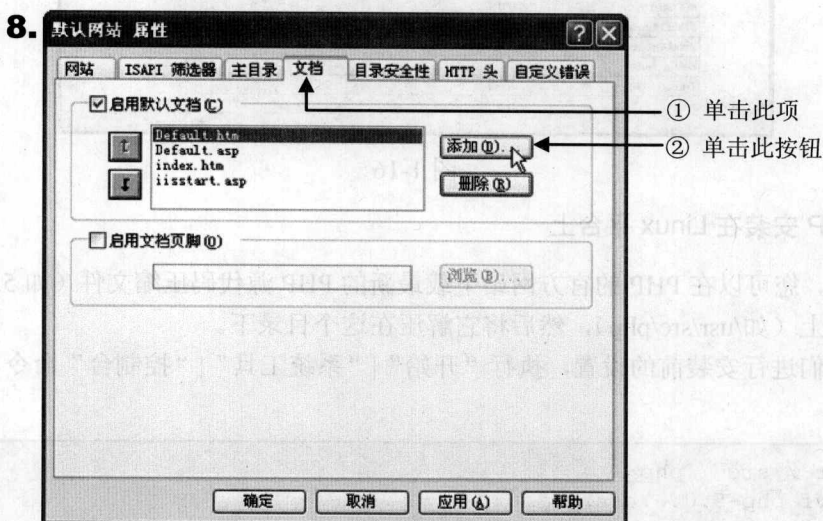 8.
默认网站 属性
网站 ISAPI 筛选器 主目录 文档 目录安全性 HTTP 头 自定义错误
启用默认文档(C)
① 单击此项
Default.htm
Default.asp
index.htm
iisstart.asp
添加(D)...
② 单击此按钮
删除(R)
启用文档页脚(O)
浏览(B)...
确定 取消 应用(A) 帮助